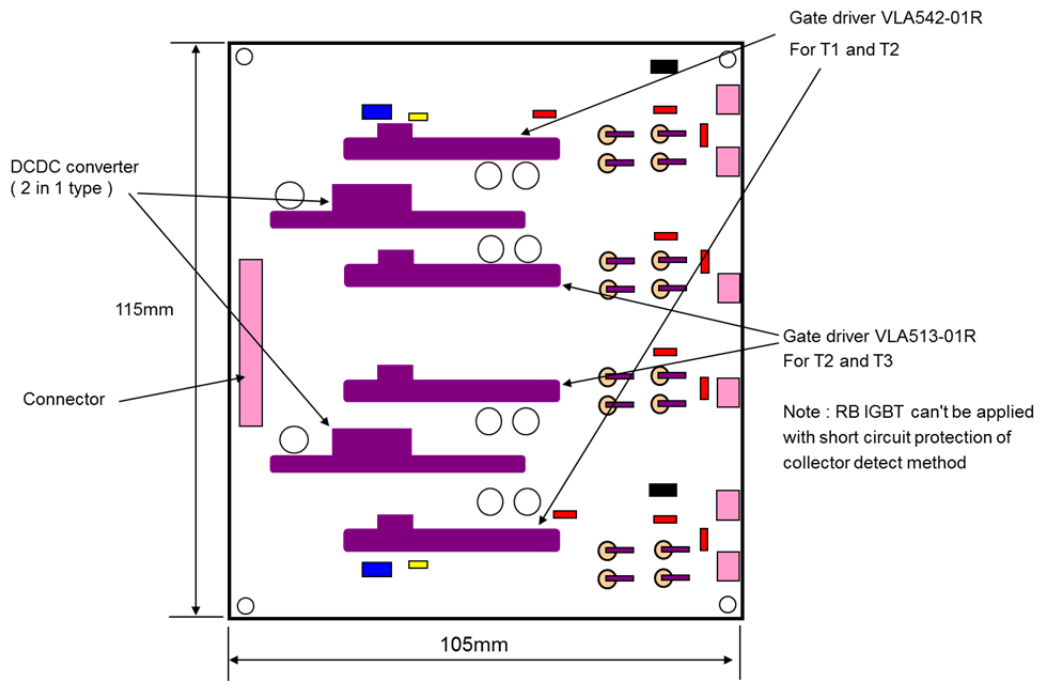 Gate driver VLA542-01R
For T1 and T2
DCDC converter
( 2 in 1 type )
115mm
Gate driver VLA513-01R
For T2 and T3
Connector
Note : RB IGBT can't be applied
with short circuit protection of
collector detect method
105mm